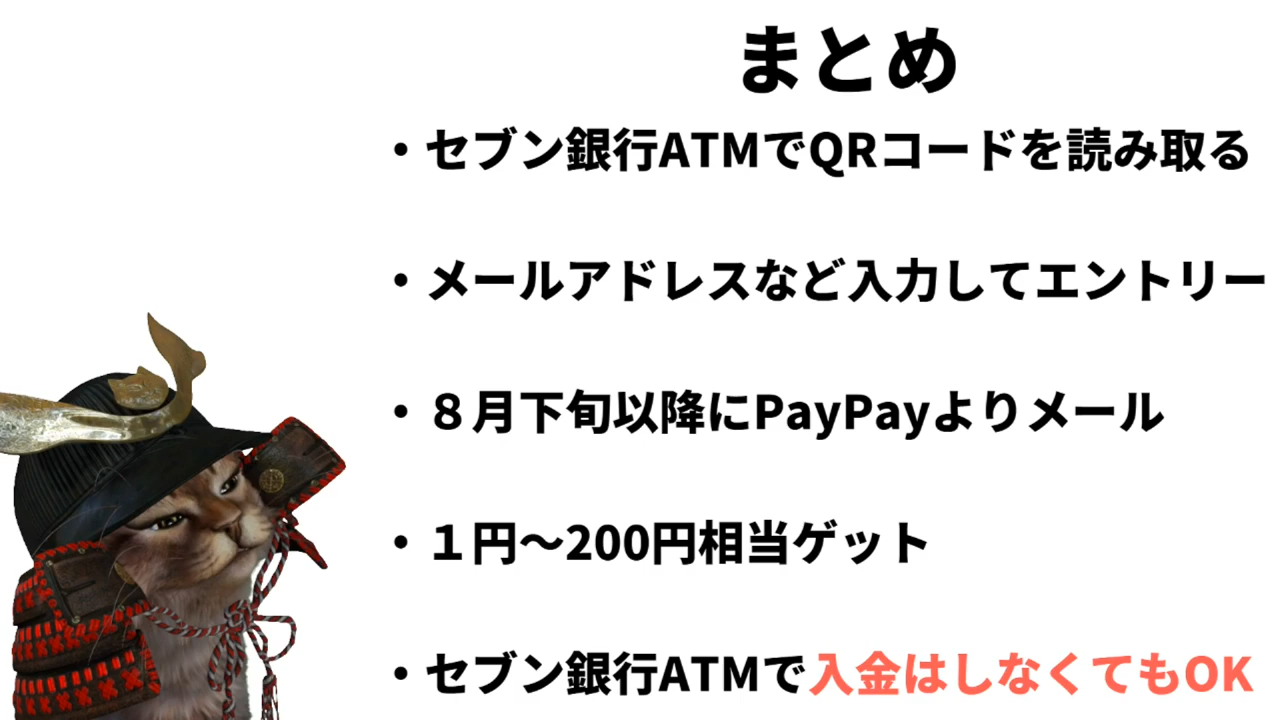 まとめ
・セブン銀行ATMでQRコードを読み取る
・メールアドレスなど入力してエントリー
・８月下旬以降にPayPayよりメール
・１円〜200円相当ゲット
・セブン銀行ATMで入金はしなくてもOK